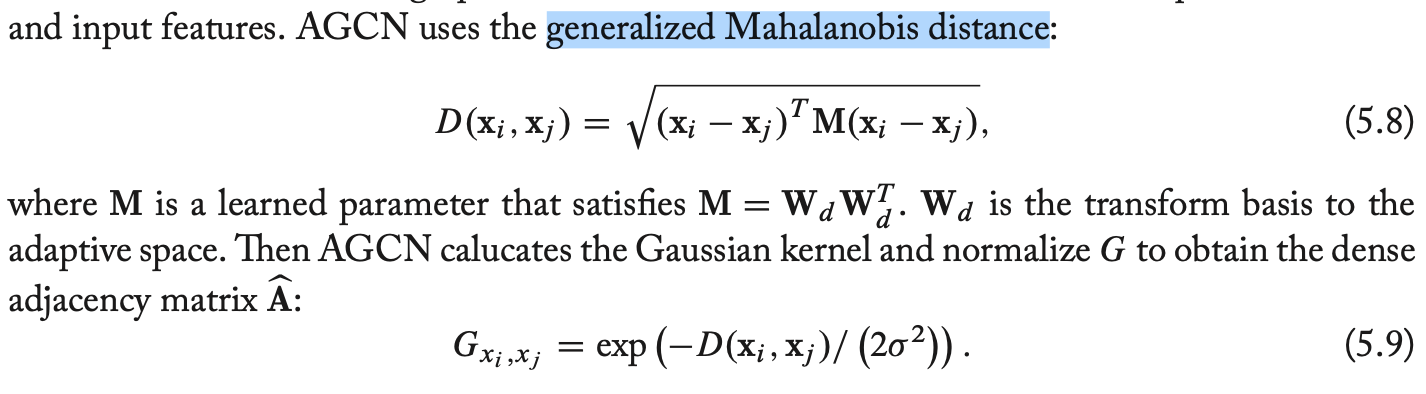 and input features. AGCN uses the generalized Mahalanobis distance:
D(x_i, x_j) = √((x_i − x_j)^T M(x_i − x_j)), (5.8)
where M is a learned parameter that satisfies M = W_d W_d^T. W_d is the transform basis to the
adaptive space. Then AGCN calucates the Gaussian kernel and normalize G to obtain the dense
adjacency matrix Â:
G_{x_i,x_j} = exp (−D(x_i, x_j)/ (2σ²)) . (5.9)